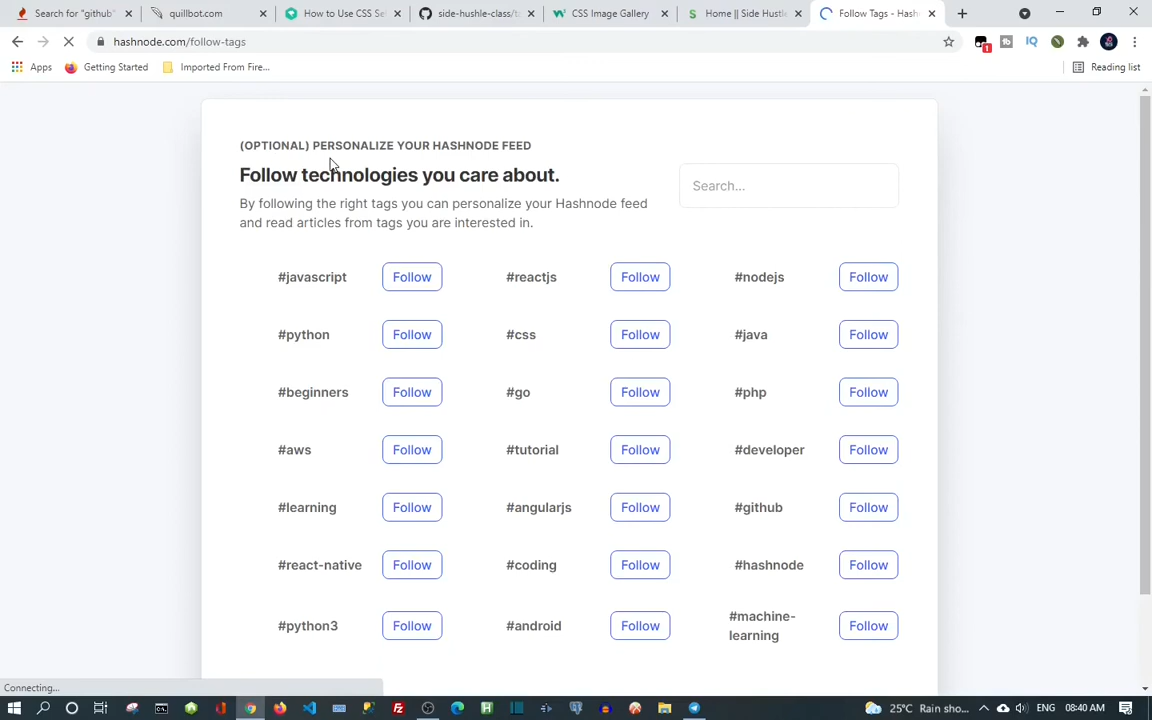 Search for "github"
quillbot.com
How to Use CSS Se
side-hushle-class/ta
CSS Image Gallery
Home || Side Hustle
Follow Tags - Hash
hashnode.com/follow-tags
1
IQ
Apps
Getting Started
Imported From Fire...
Reading list
(OPTIONAL) PERSONALIZE YOUR HASHNODE FEED
Follow technologies you care about.
Search...
By following the right tags you can personalize your Hashnode feed
and read articles from tags you are interested in.
#javascript Follow #reactjs Follow #nodejs Follow
#python Follow #css Follow #java Follow
#beginners Follow #go Follow #php Follow
#aws Follow #tutorial Follow #developer Follow
#learning Follow #angularjs Follow #github Follow
#react-native Follow #coding Follow #hashnode Follow
#python3 Follow #android Follow #machine-
learning Follow
Connecting...
25°C Rain sho... ENG 08:40 AM